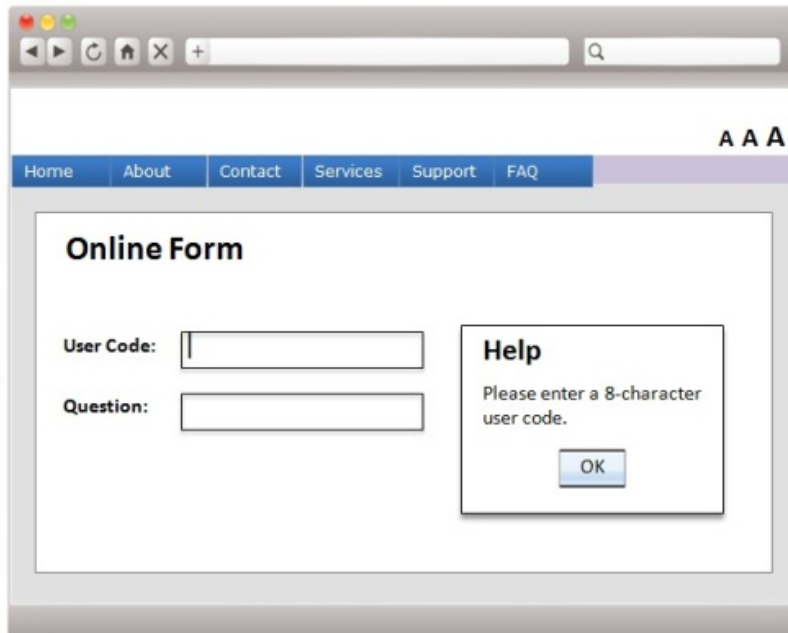 A A A
Home About Contact Services Support FAQ
Online Form
User Code:
Question:
Help
Please enter a 8-character
user code.
OK